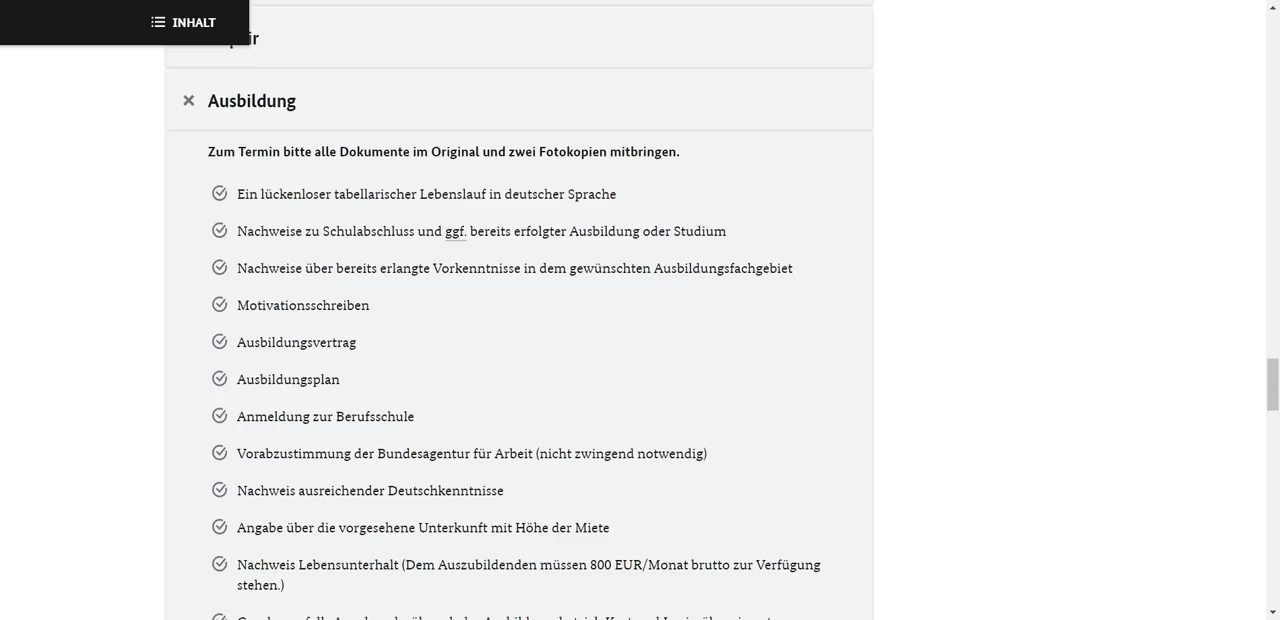 INHALT
Ausbildung
Zum Termin bitte alle Dokumente im Original und zwei Fotokopien mitbringen.
Ein lückenloser tabellarischer Lebenslauf in deutscher Sprache
Nachweise zu Schulabschluss und ggf. bereits erfolgter Ausbildung oder Studium
Nachweise über bereits erlangte Vorkenntnisse in dem gewünschten Ausbildungsfachgebiet
Motivationsschreiben
Ausbildungsvertrag
Ausbildungsplan
Anmeldung zur Berufsschule
Vorabzustimmung der Bundesagentur für Arbeit (nicht zwingend notwendig)
Nachweis ausreichender Deutschkenntnisse
Angabe über die vorgesehene Unterkunft mit Höhe der Miete
Nachweis Lebensunterhalt (Dem Auszubildenden müssen 800 EUR/Monat brutto zur Verfügung
stehen.)